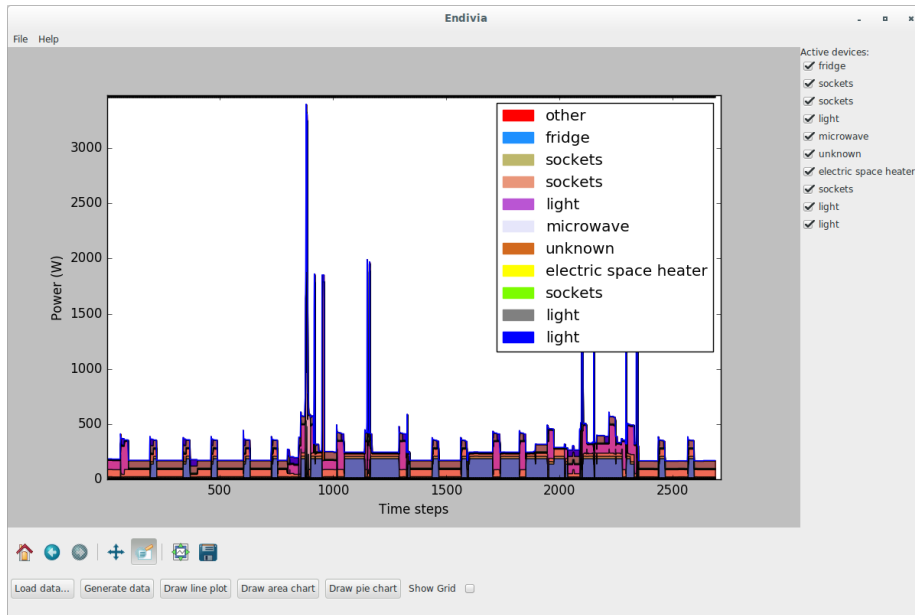 Endivia
File Help
Active devices:
fridge
sockets
sockets
light
microwave
unknown
electric space heater
sockets
light
light
Power (W)
3000
2500
2000
1500
1000
500
0
other
fridge
sockets
sockets
light
microwave
unknown
electric space heater
sockets
light
light
500 1000 1500 2000 2500
Time steps
Load data... Generate data Draw line plot Draw area chart Draw pie chart Show Grid